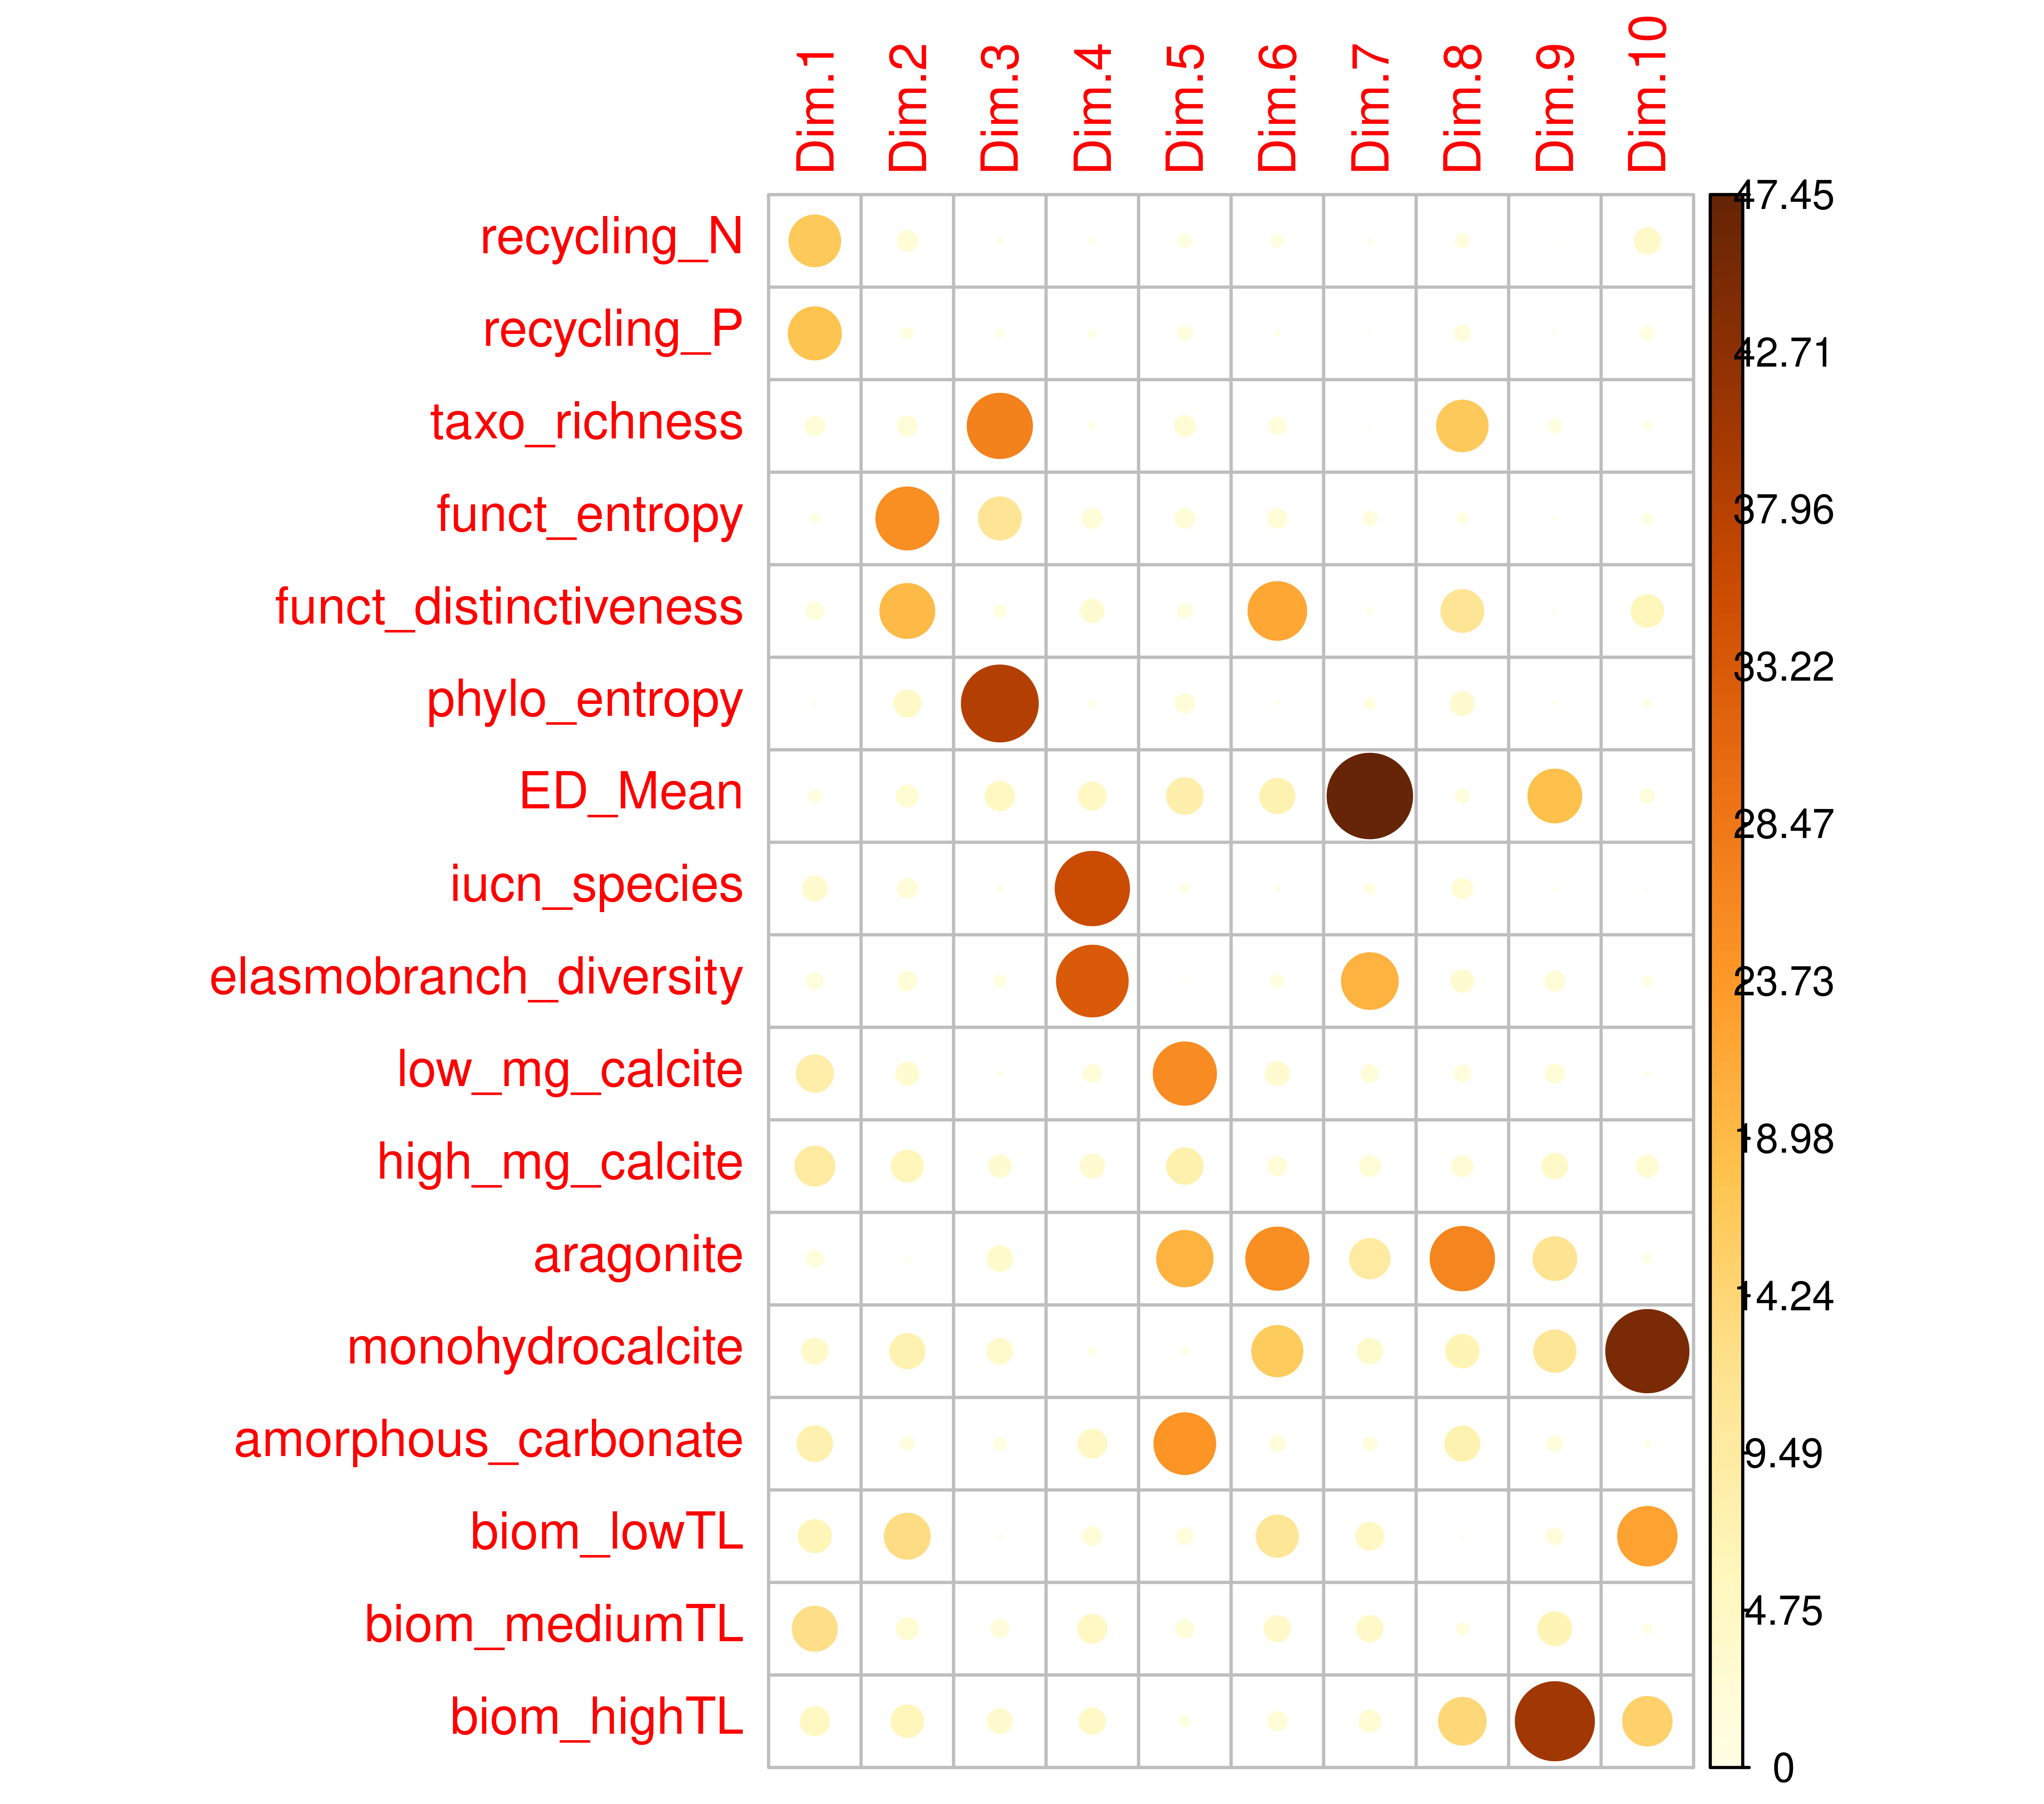 Dim.1
Dim.2
Dim.3
Dim.4
Dim.5
Dim.6
Dim.7
Dim.8
Dim.9
Dim.10
recycling_N
recycling_P
taxo_richness
funct_entropy
funct_distinctiveness
phylo_entropy
ED_Mean
iucn_species
elasmobranch_diversity
low_mg_calcite
high_mg_calcite
aragonite
monohydrocalcite
amorphous_carbonate
biom_lowTL
biom_mediumTL
biom_highTL
47.45
42.71
37.96
33.22
28.47
23.73
18.98
14.24
9.49
4.75
0